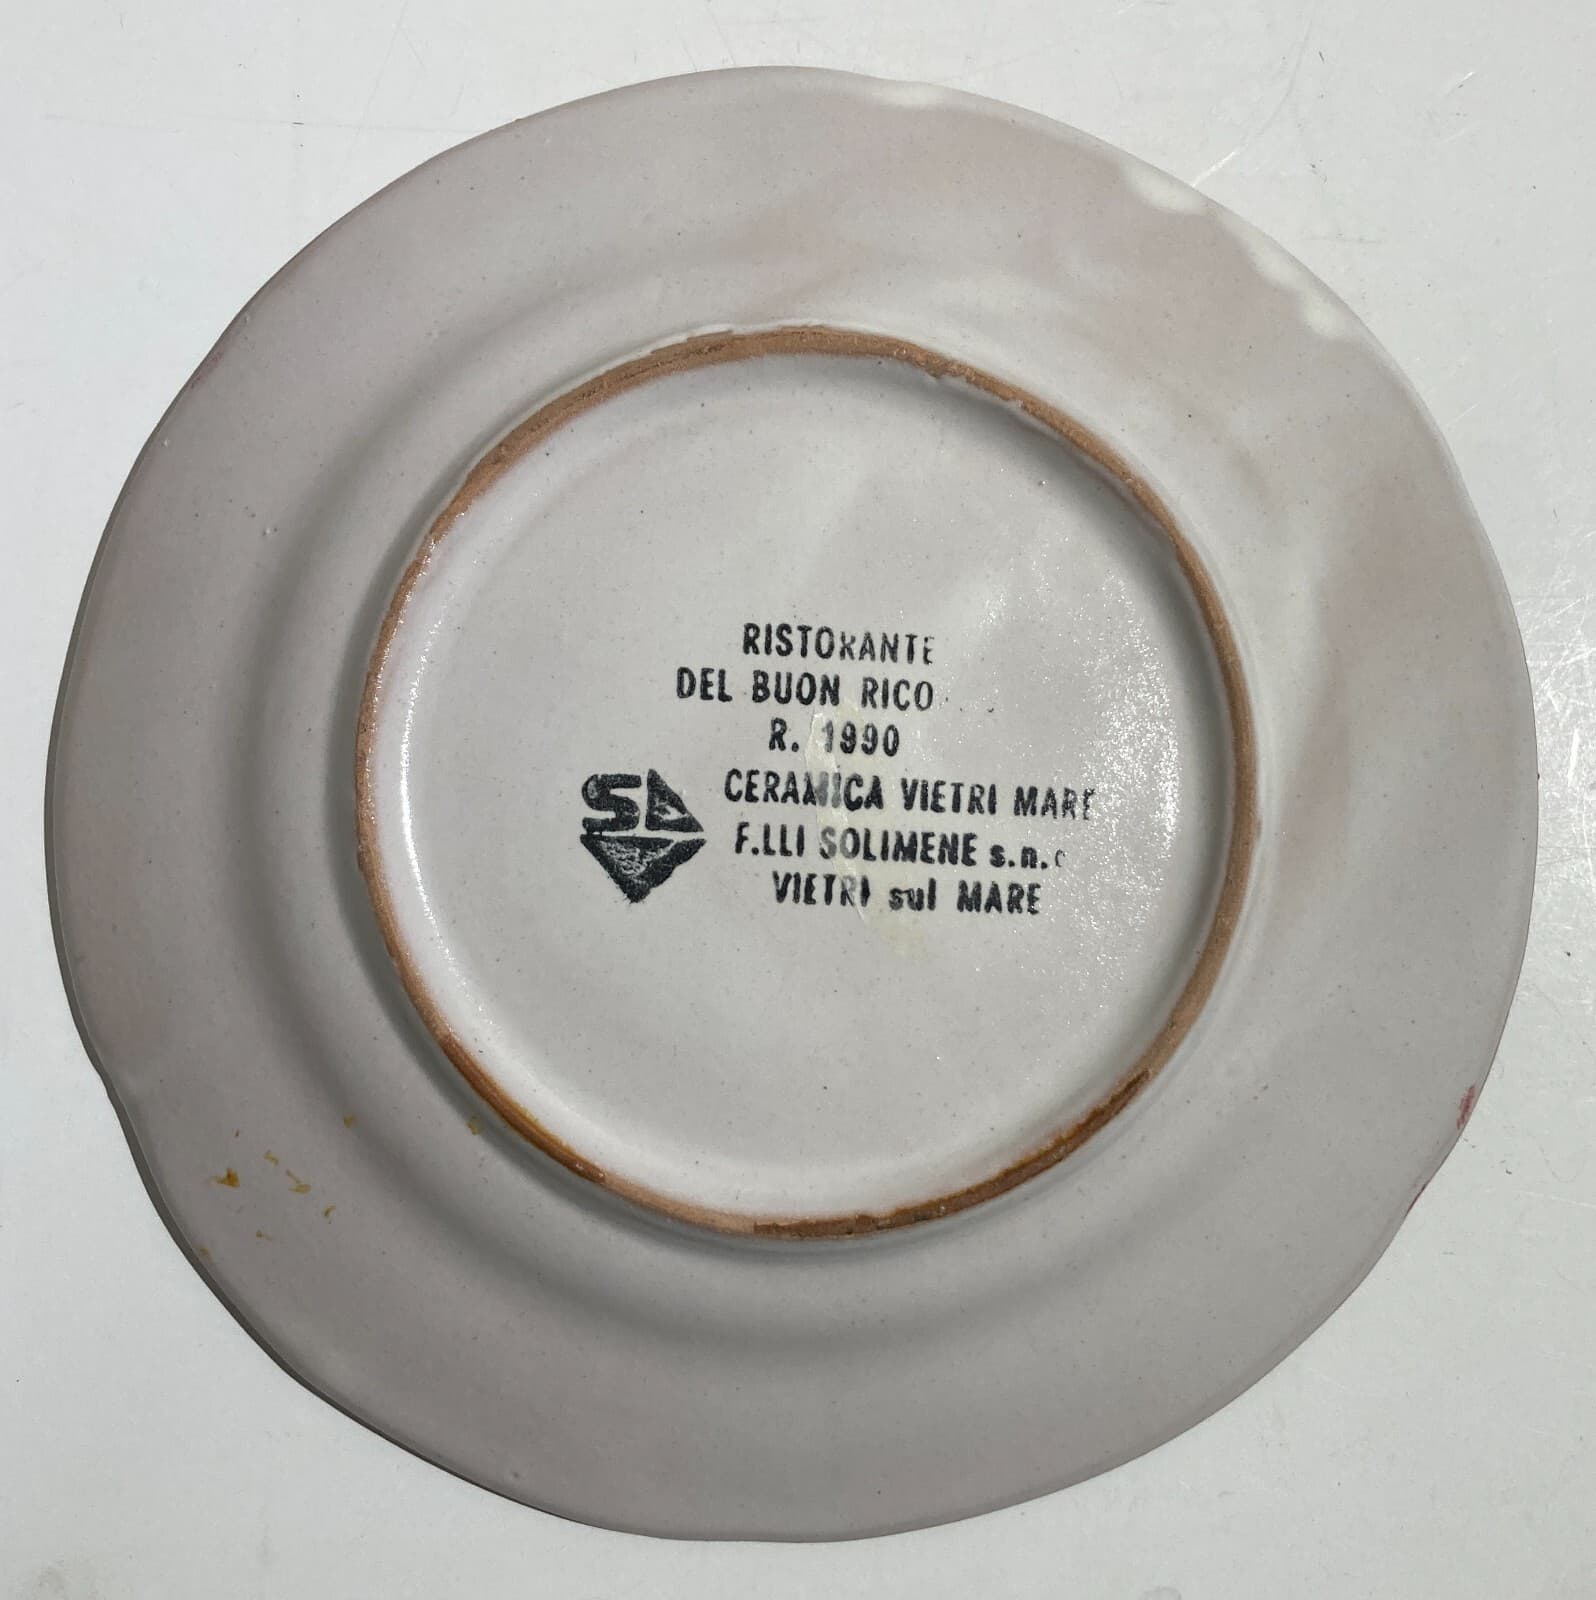 RISTORANTE
DEL BUON RICO
R. 1990
CERAMICA VIETRI MARE
F.LLI SOLIMENE s.n.c
VIETRI sul MARE